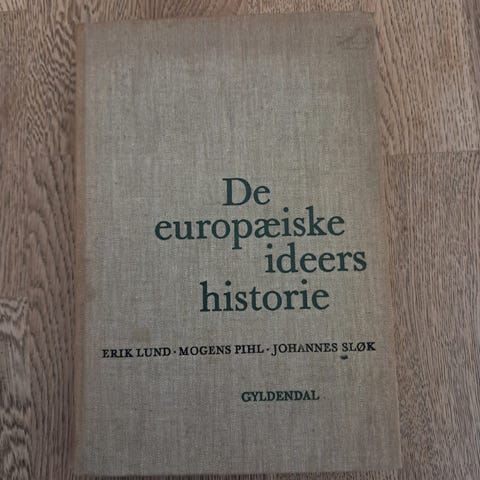 De
europæiske
ideers
historie
ERIK LUND · MOGENS PIHL · JOHANNES SLØK
GYLDENDAL